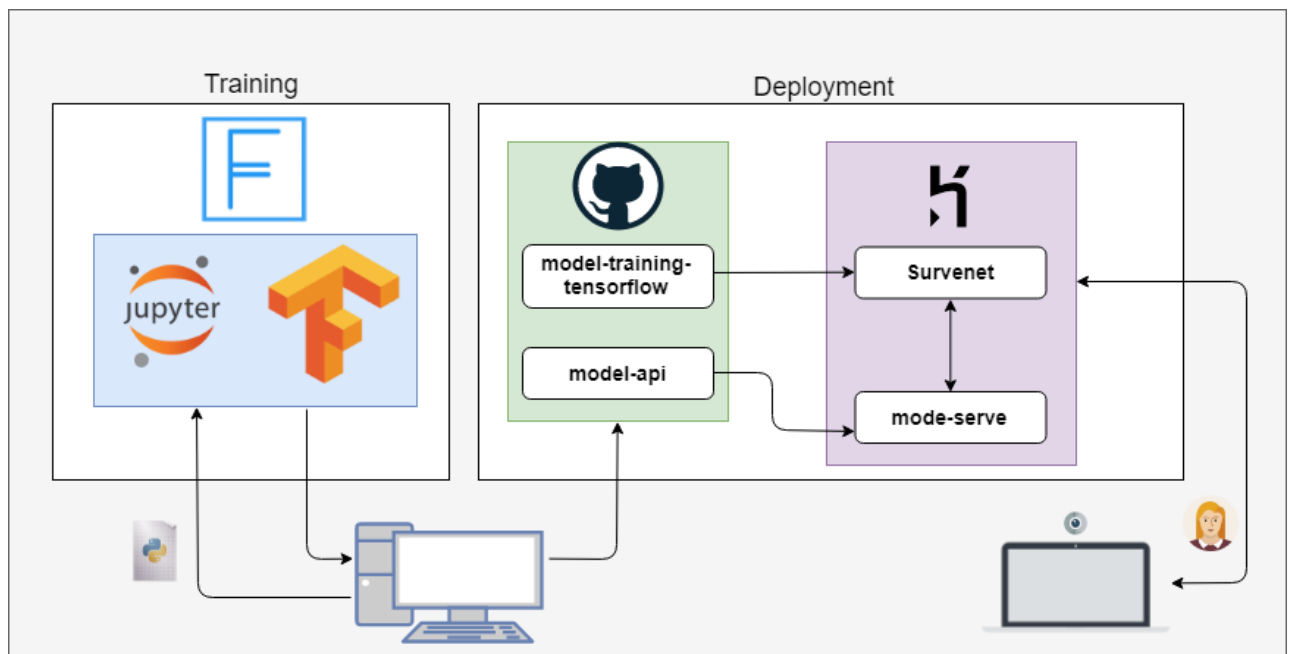 Training
Deployment
jupyter
model-training-
tensorflow
Survenet
model-api
mode-serve